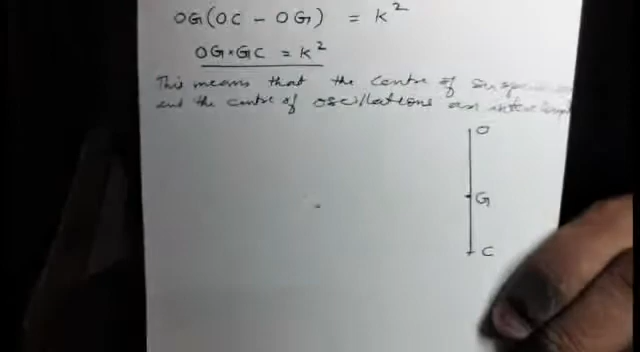 OG(OC - OG) = K²
OG×GC = K²
This means that the centre of suspension
and the centre of oscillations are
O
G
C